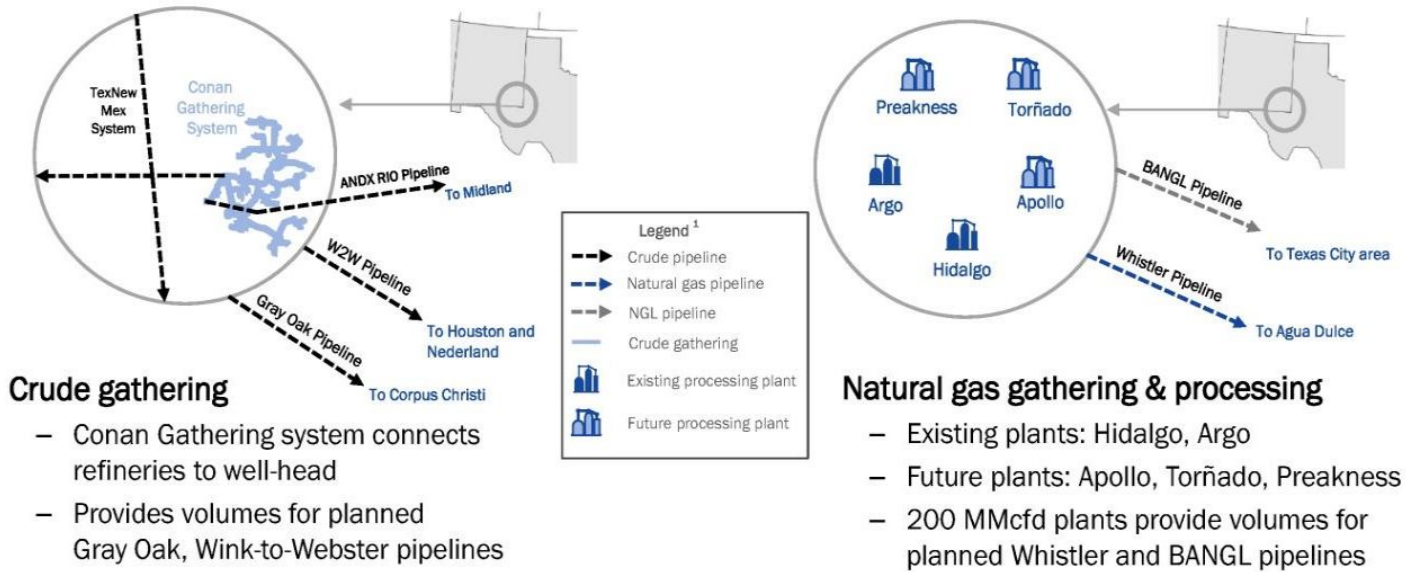 TexNew
Mex
System
Conan
Gathering
System
ANDX RIO Pipeline
To Midland
W2W Pipeline
To Houston and
Nederland
Gray Oak Pipeline
To Corpus Christi
Crude gathering
– Conan Gathering system connects
refineries to well-head
– Provides volumes for planned
Gray Oak, Wink-to-Webster pipelines
Legend 1
Crude pipeline
Natural gas pipeline
NGL pipeline
Crude gathering
Existing processing plant
Future processing plant
Preakness
Torñado
Argo
Apollo
Hidalgo
BANGL Pipeline
To Texas City area
Whistler Pipeline
To Agua Dulce
Natural gas gathering & processing
– Existing plants: Hidalgo, Argo
– Future plants: Apollo, Torñado, Preakness
– 200 MMcfd plants provide volumes for
planned Whistler and BANGL pipelines